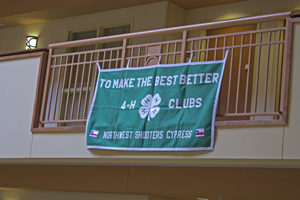 TO MAKE THE BEST BETTER
4-H CLUBS
NORTHWEST SHOOTERS CYPRESS